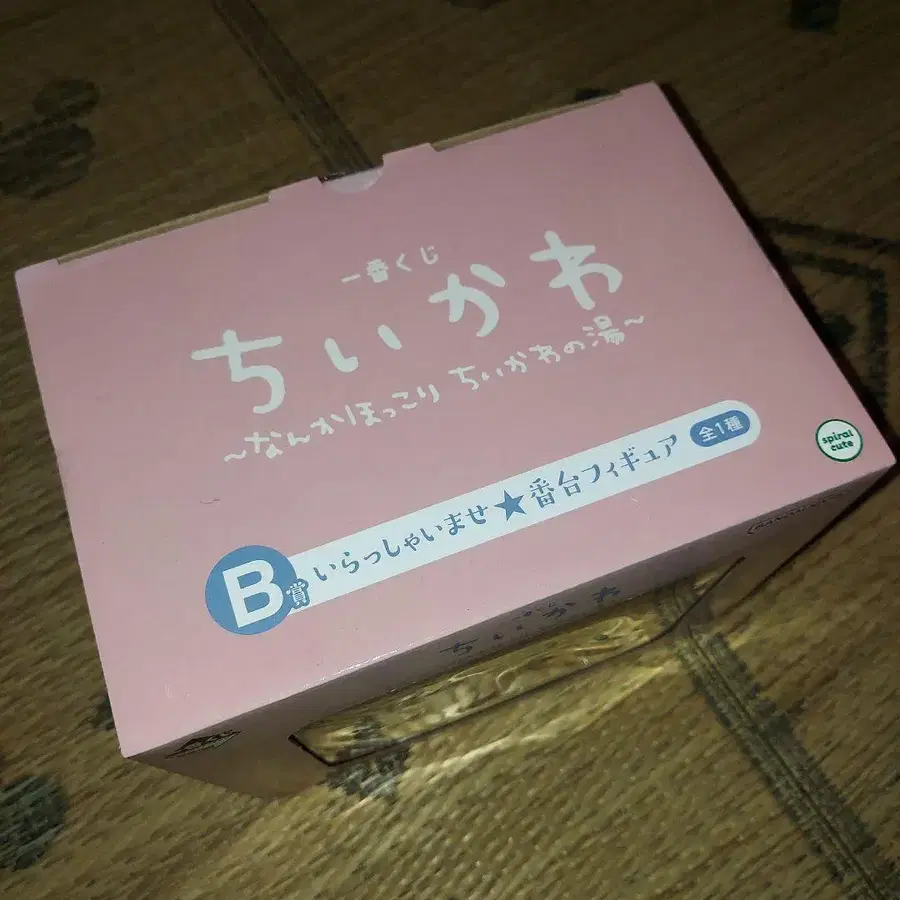 一番くじ
ちいかわ
～なんかほっこり ちいかわの湯～
B賞 いらっしゃいませ★番台フィギュア 全1種
spiral
cute
ちいかわ